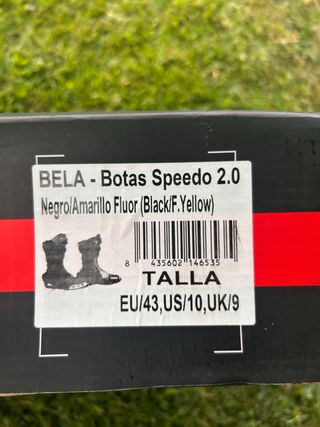 BELA - Botas Speedo 2.0
Negro/Amarillo Fluor (Black/F.Yellow)
8 435602 146535
TALLA
EU/43,US/10,UK/9